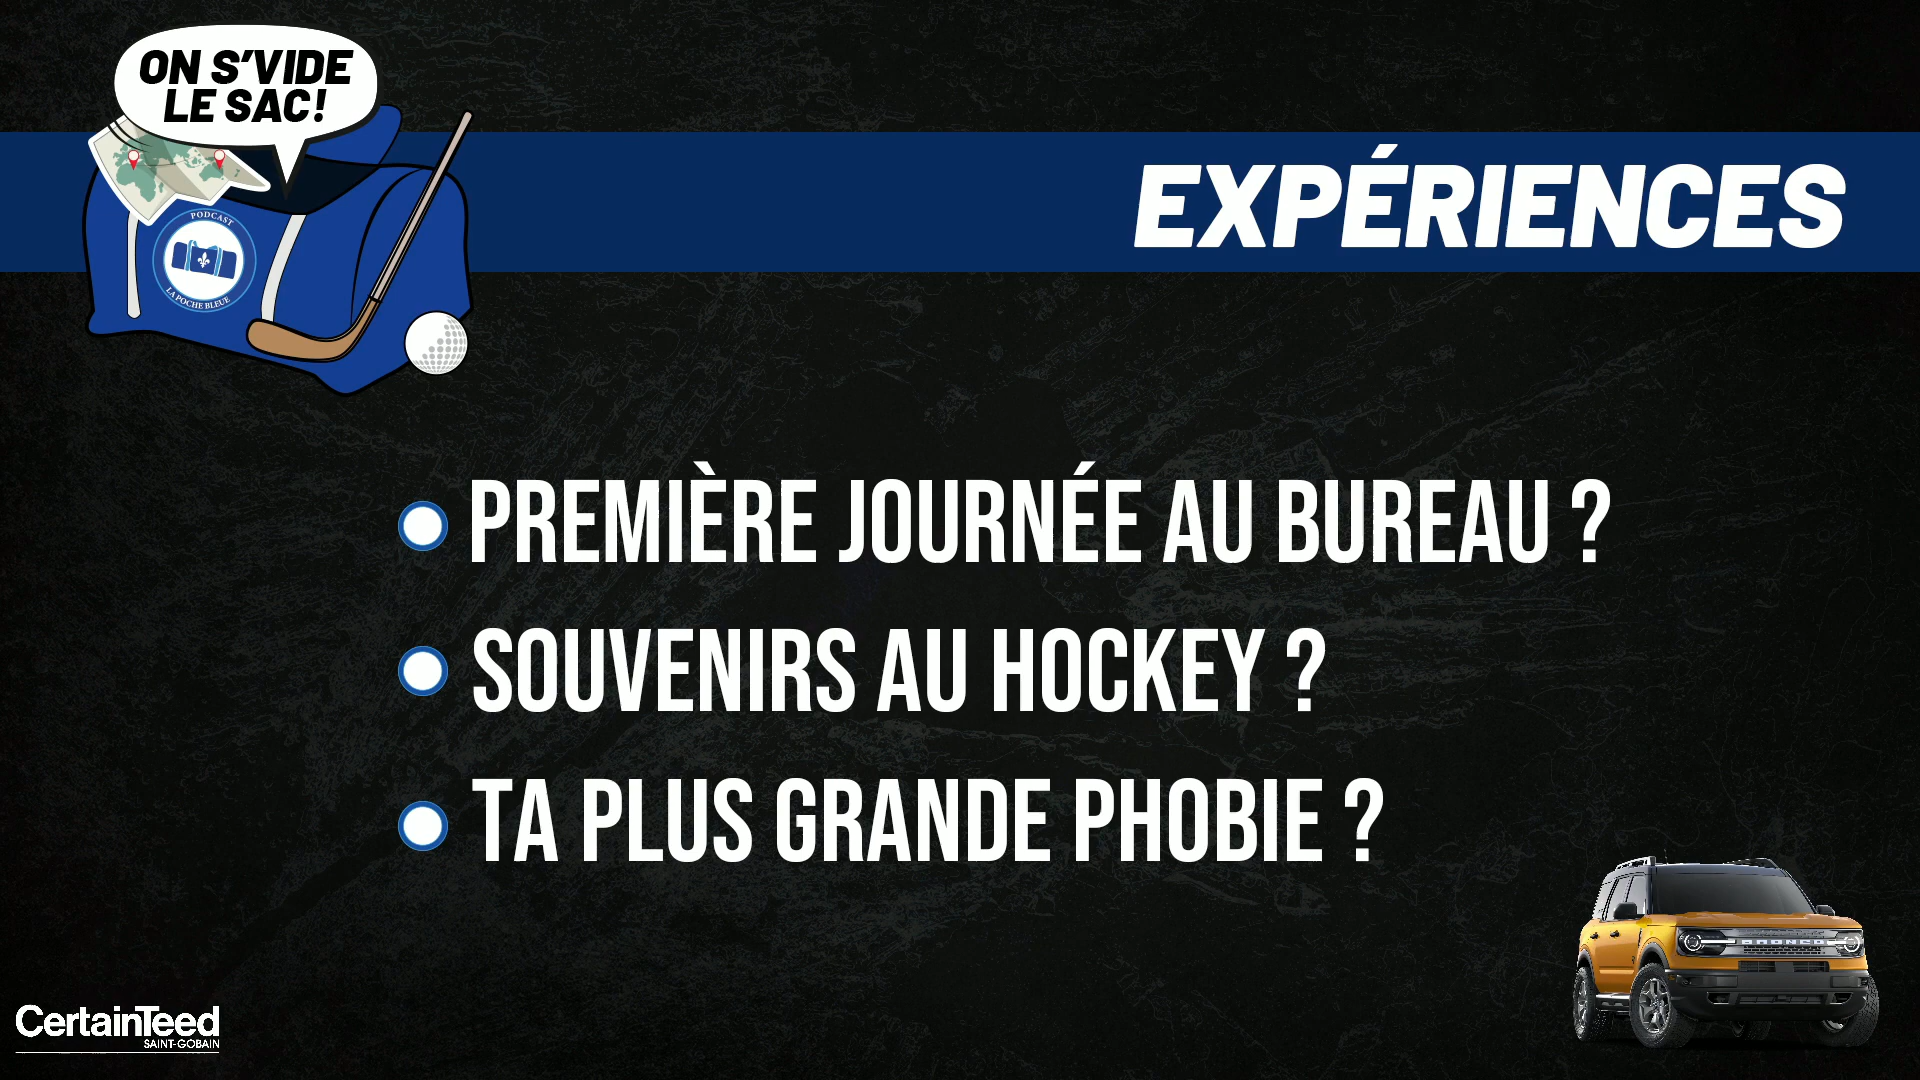 ON S'VIDE
LE SAC!
EXPÉRIENCES
PODCAST
LA POCHE BLEUE
PREMIÈRE JOURNÉE AU BUREAU ?
SOUVENIRS AU HOCKEY ?
TA PLUS GRANDE PHOBIE ?
BRONCO
CertainTeed
SAINT-GOBAIN